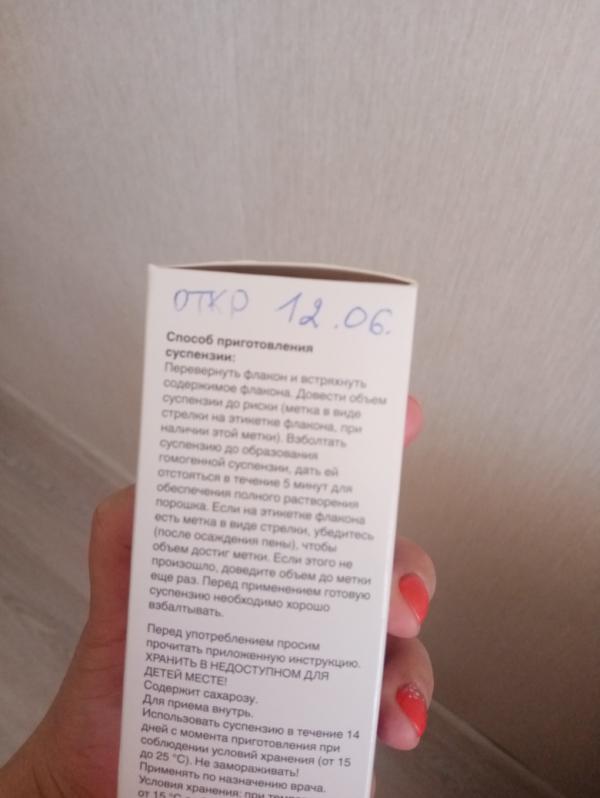 ОТКР 12.06.
Способ приготовления
суспензии:
Перевернуть флакон и встряхнуть
содержимое флакона. Довести объем
суспензии до риски (метка в виде
стрелки на этикетке флакона, при
наличии этой метки). Взболтать
суспензию до образования
гомогенной суспензии, дать ей
отстояться в течение 5 минут для
обеспечения полного растворения
порошка. Если на этикетке флакона
есть метка в виде стрелки, убедитесь
(после осаждения пены), чтобы
объем достиг метки. Если этого не
произошло, доведите объем до метки
еще раз. Перед применением готовую
суспензию необходимо хорошо
взбалтывать.
Перед употреблением просим
прочитать приложенную инструкцию.
ХРАНИТЬ В НЕДОСТУПНОМ ДЛЯ
ДЕТЕЙ МЕСТЕ!
Содержит сахарозу.
Для приема внутрь.
Использовать суспензию в течение 14
дней с момента приготовления при
соблюдении условий хранения (от 15
до 25 °С). Не замораживать!
Применять по назначению врача.
Условия хранения: при
от 15 °С